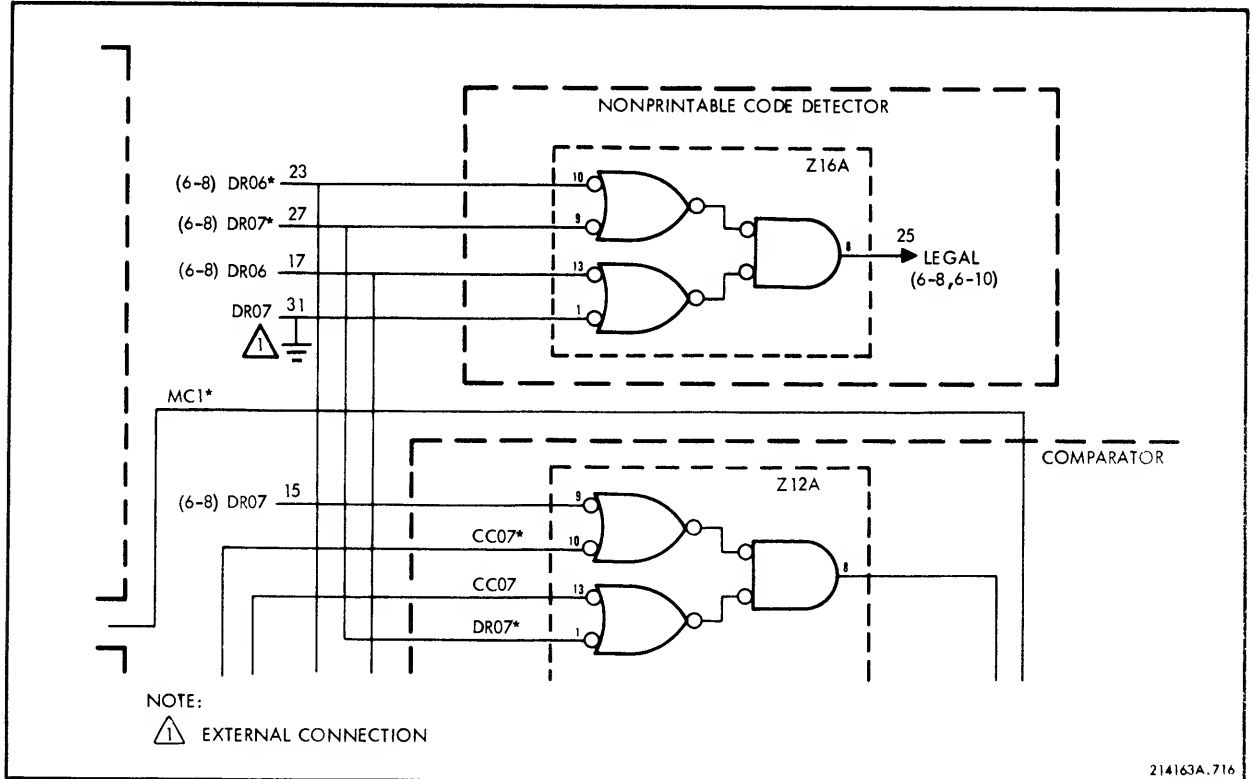 NONPRINTABLE CODE DETECTOR
Z16A
(6-8) DR06* 23
10
(6-8) DR07* 27
9
25
8
LEGAL
(6-8,6-10)
(6-8) DR06 17
13
DR07 31
1
1
MC1*
COMPARATOR
Z12A
(6-8) DR07 15
9
CC07*
10
8
CC07
13
DR07*
1
NOTE:
1 EXTERNAL CONNECTION
214163A.716